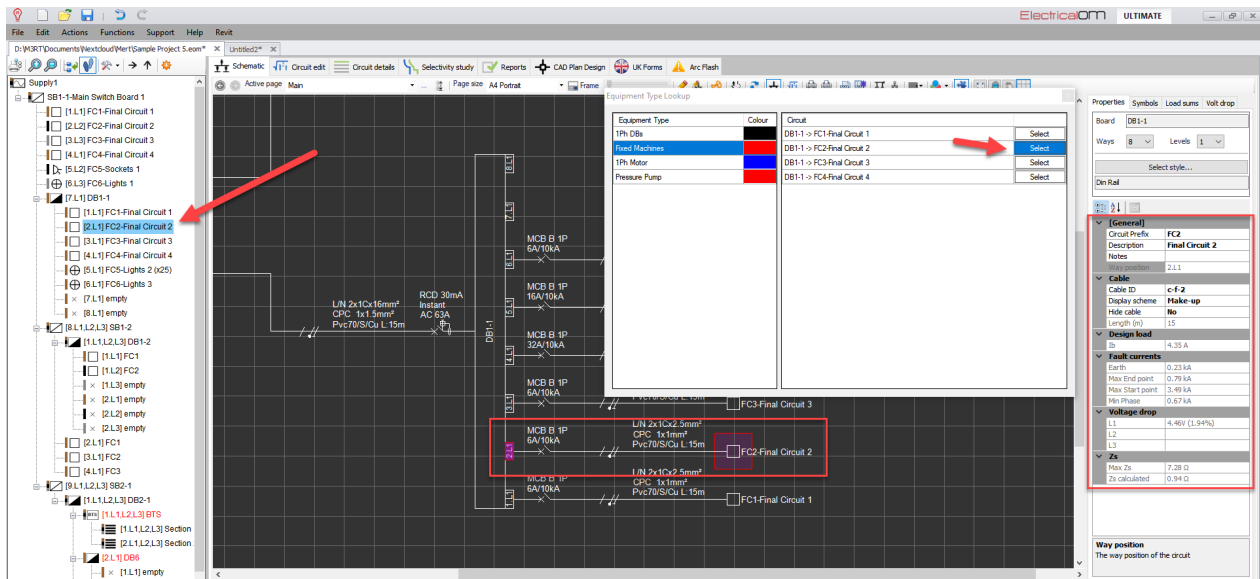 ElectricalOM ULTIMATE
File Edit Actions Functions Support Help Revit
D:\M3RT\Documents\Nextcloud\Mert\Sample Project 5.eom* Untitled2*
Schematic Circuit edit Circuit details Selectivity study Reports CAD Plan Design UK Forms Arc Flash
Active page Main Page size A4 Portrait Frame
Supply1
SB1-1-Main Switch Board 1
[1.L1] FC1-Final Circuit 1
[2.L2] FC2-Final Circuit 2
[3.L3] FC3-Final Circuit 3
[4.L1] FC4-Final Circuit 4
[5.L2] FC5-Sockets 1
[6.L3] FC6-Lights 1
[7.L1] DB1-1
[1.L1] FC1-Final Circuit 1
[2.L1] FC2-Final Circuit 2
[3.L1] FC3-Final Circuit 3
[4.L1] FC4-Final Circuit 4
[5.L1] FC5-Lights 2 (x25)
[6.L1] FC6-Lights 3
[7.L1] empty
[8.L1] empty
[8.L1,L2,L3] SB1-2
[1.L1,L2,L3] DB1-2
[1.L1] FC1
[1.L2] FC2
[1.L3] empty
[2.L1] empty
[2.L2] empty
[2.L3] empty
[2.L1] FC1
[3.L1] FC2
[4.L1] FC3
[9.L1,L2,L3] SB2-1
[1.L1,L2,L3] DB2-1
BTS [1.L1,L2,L3] BTS
[1.L1,L2,L3] Section
[2.L1,L2,L3] Section
[2.L1] DB6
[1.L1] empty
L/N 2x1Cx16mm²
CPC 1x1.5mm²
Pvc70/S/Cu L:15m
RCD 30mA
Instant
AC 63A
DB1-1
8.L1
7.L1
6.L1
MCB B 1P
6A/10kA
5.L1
MCB B 1P
16A/10kA
4.L1
MCB B 1P
32A/10kA
3.L1
MCB B 1P
6A/10kA
Pvc70/S/Cu L:15m
FC3-Final Circuit 3
2.L1
MCB B 1P
6A/10kA
L/N 2x1Cx2.5mm²
CPC 1x1mm²
Pvc70/S/Cu L:15m
FC2-Final Circuit 2
1.L1
MCB B 1P
6A/10kA
L/N 2x1Cx2.5mm²
CPC 1x1mm²
Pvc70/S/Cu L:15m
FC1-Final Circuit 1
Equipment Type Lookup
Equipment Type Colour Circuit
1Ph DBs DB1-1 -> FC1-Final Circuit 1 Select
Fixed Machines DB1-1 -> FC2-Final Circuit 2 Select
1Ph Motor DB1-1 -> FC3-Final Circuit 3 Select
Pressure Pump DB1-1 -> FC4-Final Circuit 4 Select
Properties Symbols Load sums Volt drop
Board DB1-1
Ways 8 Levels 1
Select style...
Din Rail
[General]
Circuit Prefix FC2
Description Final Circuit 2
Notes
Way position 2.L1
Cable
Cable ID c-f-2
Display scheme Make-up
Hide cable No
Length (m) 15
Design load
Ib 4.35 A
Fault currents
Earth 0.23 kA
Max End point 0.79 kA
Max Start point 3.49 kA
Min Phase 0.67 kA
Voltage drop
L1 4.46V (1.94%)
L2
L3
Zs
Max Zs 7.28 Ω
Zs calculated 0.94 Ω
Way position
The way position of the circuit